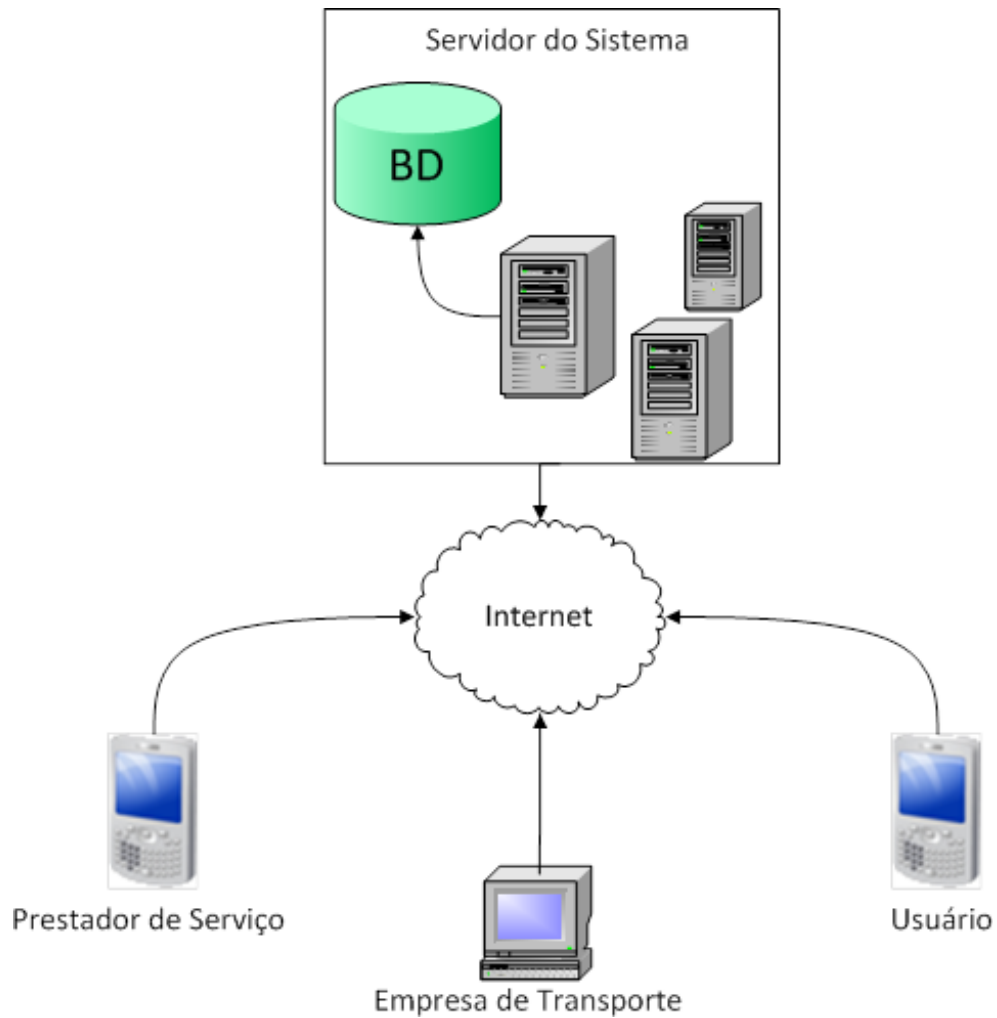 Servidor do Sistema
BD
Internet
Prestador de Serviço
Usuário
Empresa de Transporte